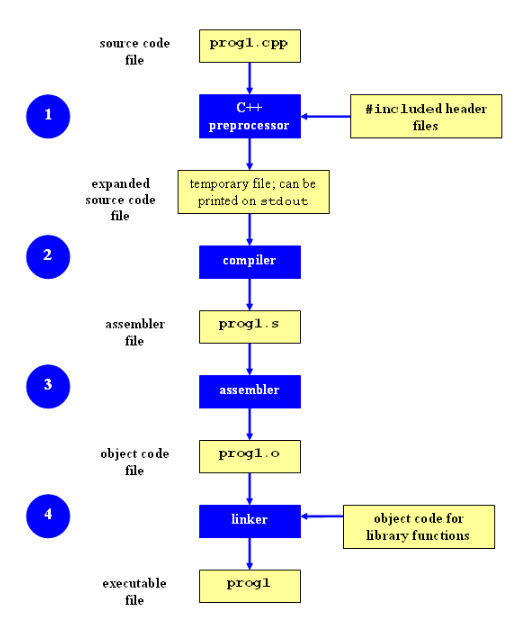 source code
file
prog1.cpp
1
C++
preprocessor
#included header
files
expanded
source code
file
temporary file; can be
printed on stdout
2
compiler
assembler
file
prog1.s
3
assembler
object code
file
prog1.o
4
linker
object code for
library functions
executable
file
prog1